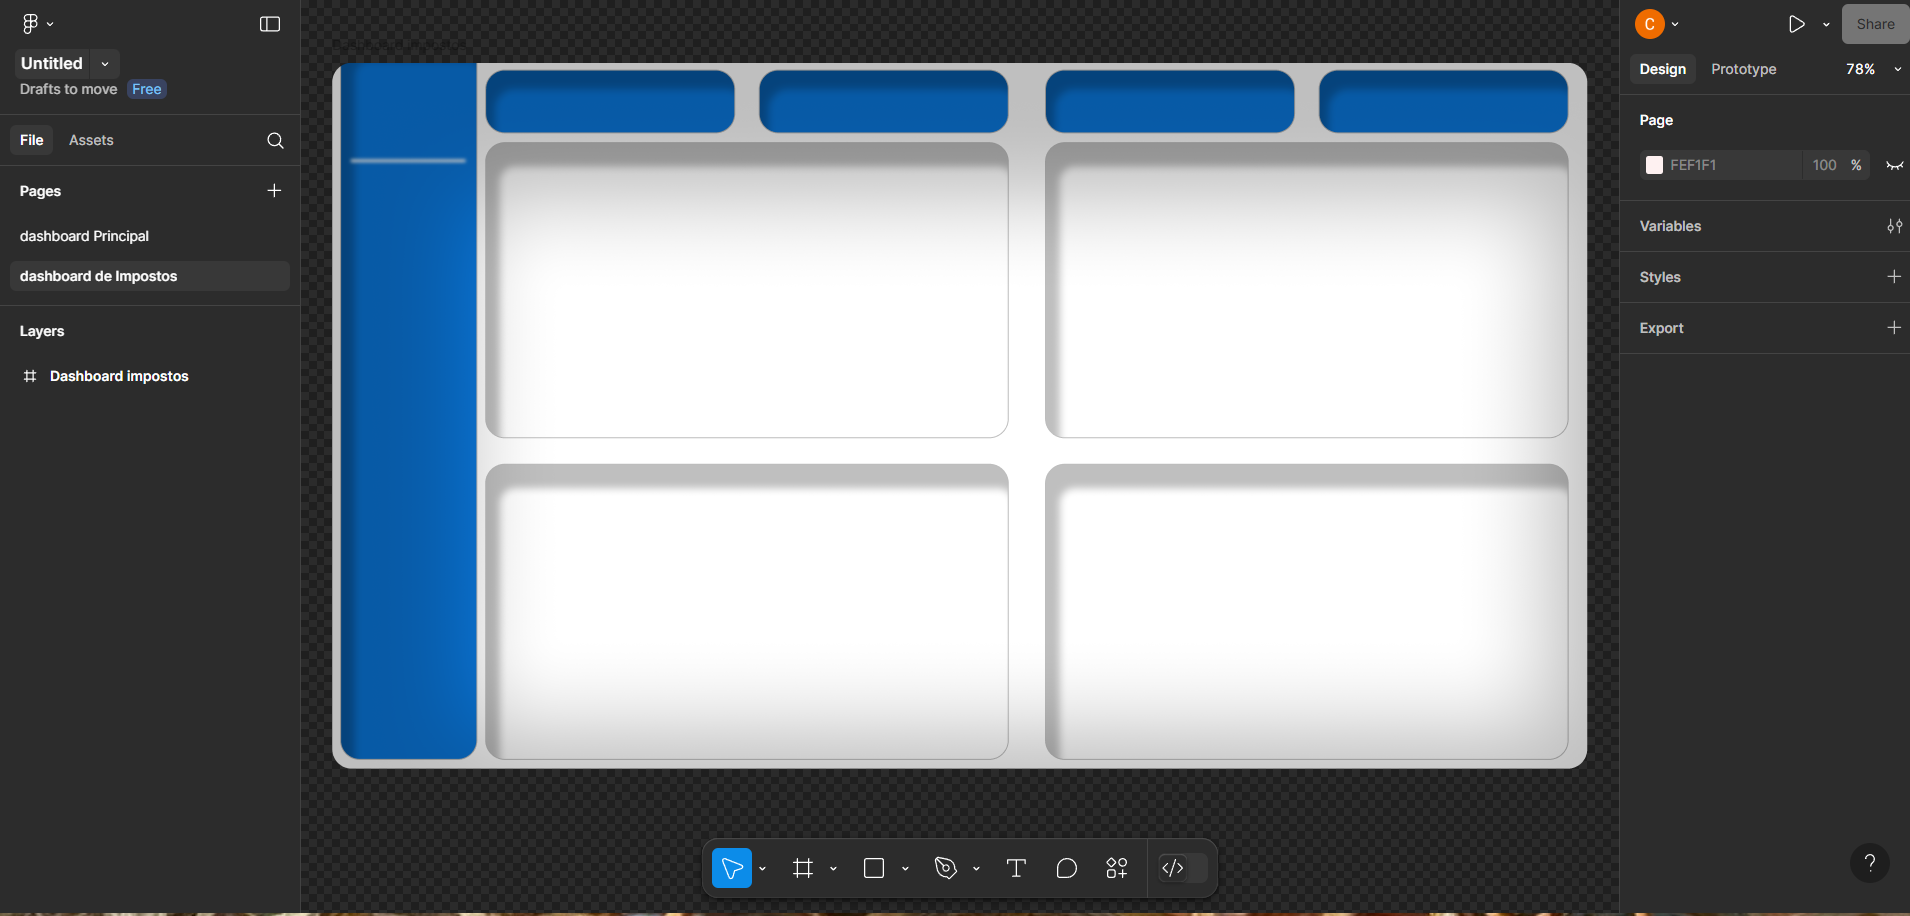 Untitled
Drafts to move Free
File Assets
Pages
dashboard Principal
dashboard de Impostos
Layers
Dashboard impostos
C
Share
Design Prototype 78%
Page
FEF1F1 100 %
Variables
Styles
Export
?